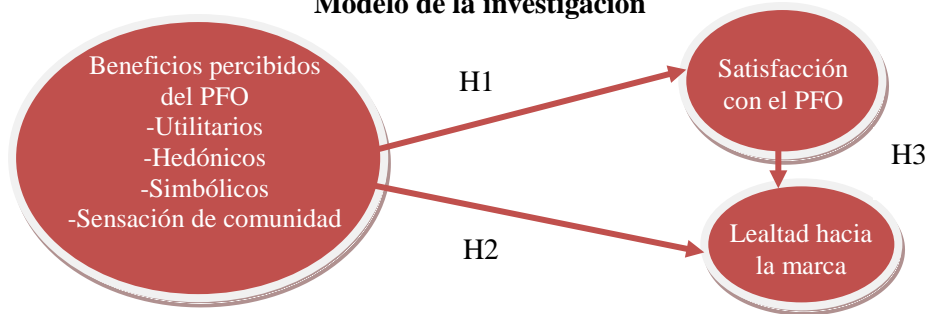 Modelo de la investigación
Beneficios percibidos
del PFO
-Utilitarios
-Hedónicos
-Simbólicos
-Sensación de comunidad
H1
Satisfacción
con el PFO
H3
H2
Lealtad hacia
la marca